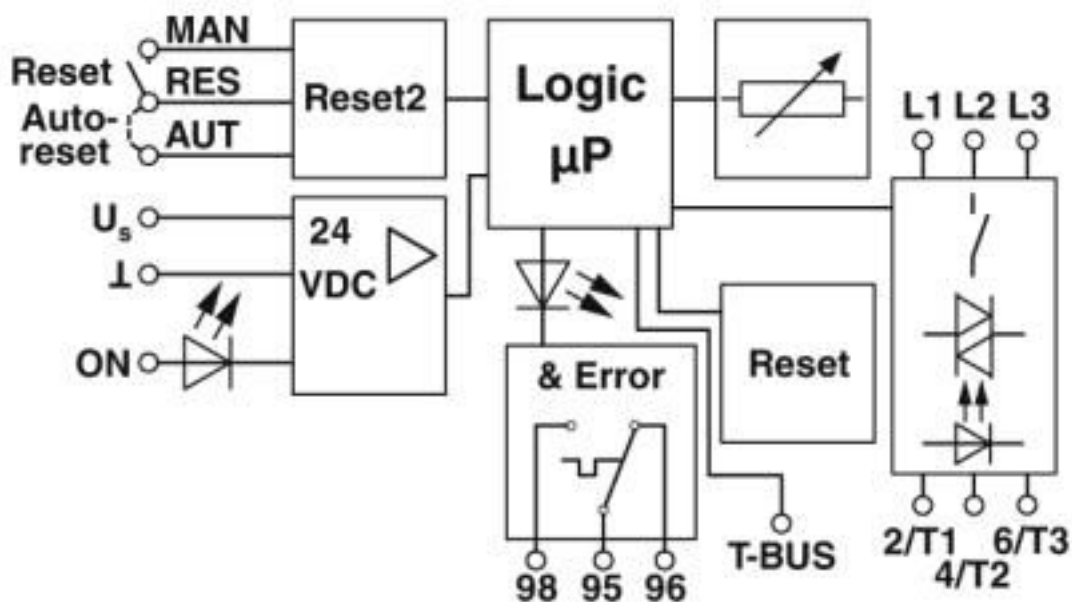 MAN
Reset
RES
Auto-
reset
AUT
Reset2
Logic
µP
L1 L2 L3
Us
⊥
24
VDC
ON
& Error
Reset
98 95 96
T-BUS
2/T1 6/T3
4/T2